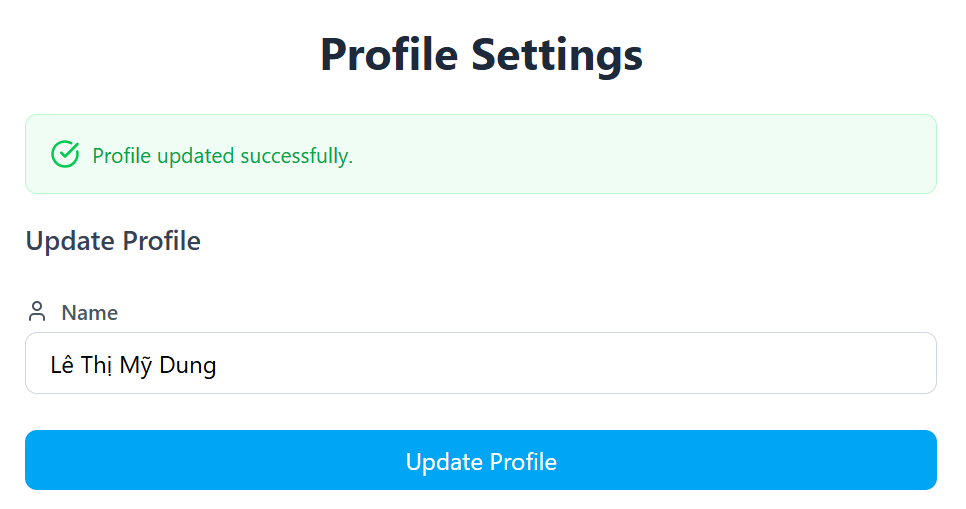 Profile Settings
Profile updated successfully.
Update Profile
Name
Lê Thị Mỹ Dung
Update Profile